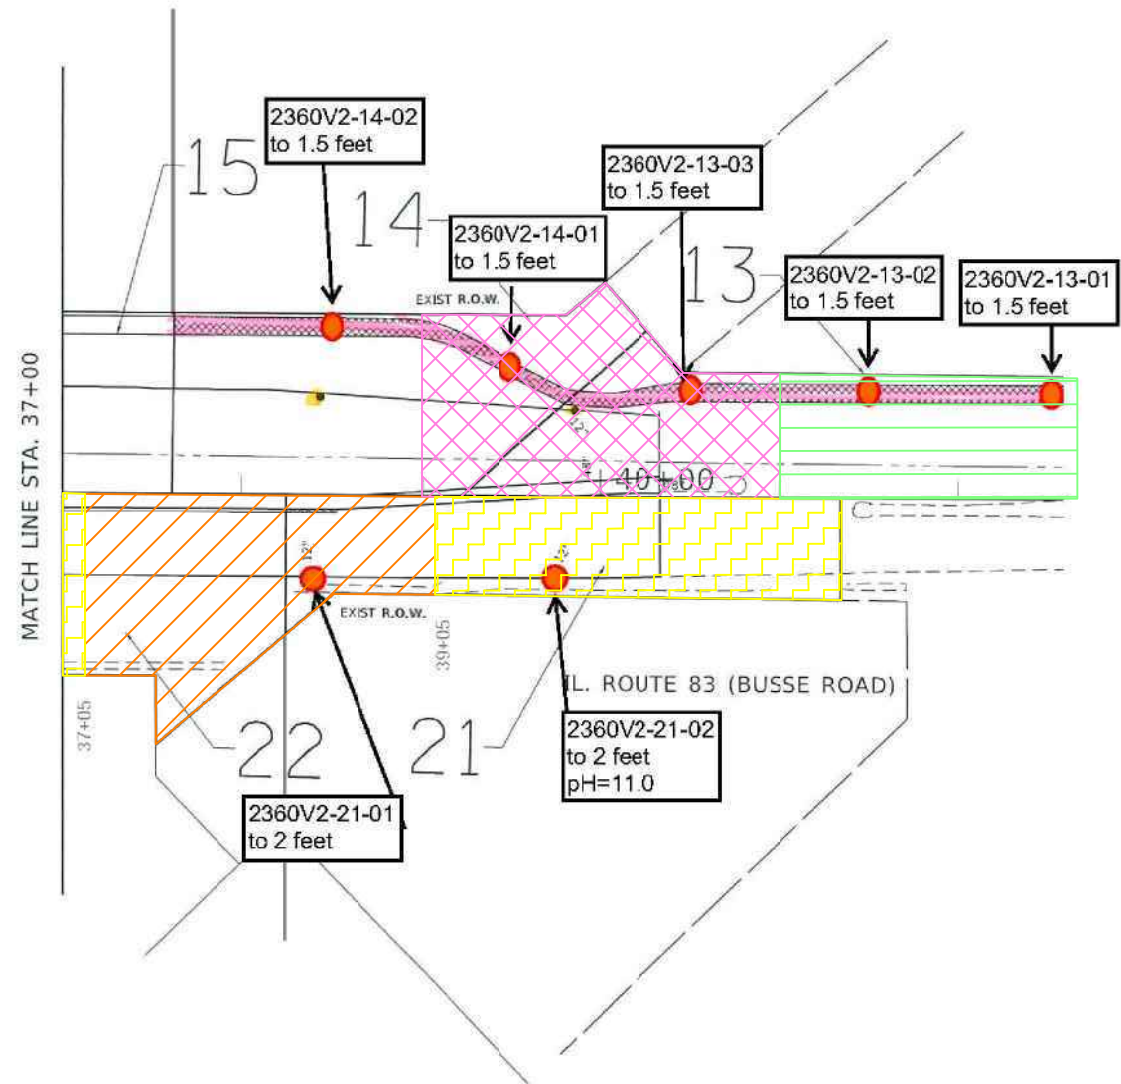 2360V2-14-02
to 1.5 feet
15
2360V2-13-03
to 1.5 feet
14
2360V2-14-01
to 1.5 feet
13
2360V2-13-02
to 1.5 feet
2360V2-13-01
to 1.5 feet
EXIST R.O.W.
MATCH LINE STA. 37+00
12"
+40+00
12"
12"
EXIST R.O.W.
39+05
37+05
IL. ROUTE 83 (BUSSE ROAD)
22
21
2360V2-21-02
to 2 feet
pH=11.0
2360V2-21-01
to 2 feet